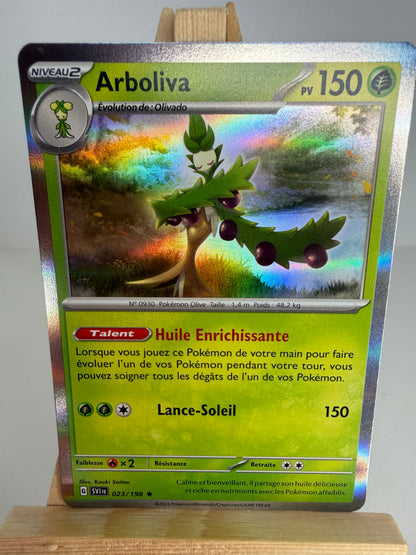 NIVEAU2
Arboliva
PV 150
Évolution de : Olivado
N° 0930 Pokémon Olive Taille : 1,4 m Poids : 48,2 kg
Talent Huile Enrichissante
Lorsque vous jouez ce Pokémon de votre main pour faire
évoluer l'un de vos Pokémon pendant votre tour, vous
pouvez soigner tous les dégâts de l'un de vos Pokémon.
Lance-Soleil 150
Faiblesse ×2 Résistance Retraite
Illus. Kouki Saitou
G SVI FR 023/198 ★
Calme et bienveillant, il partage son huile délicieuse
et riche en nutriments avec les Pokémon affaiblis.
©2023 Pokémon/Nintendo/Creatures/GAME FREAK